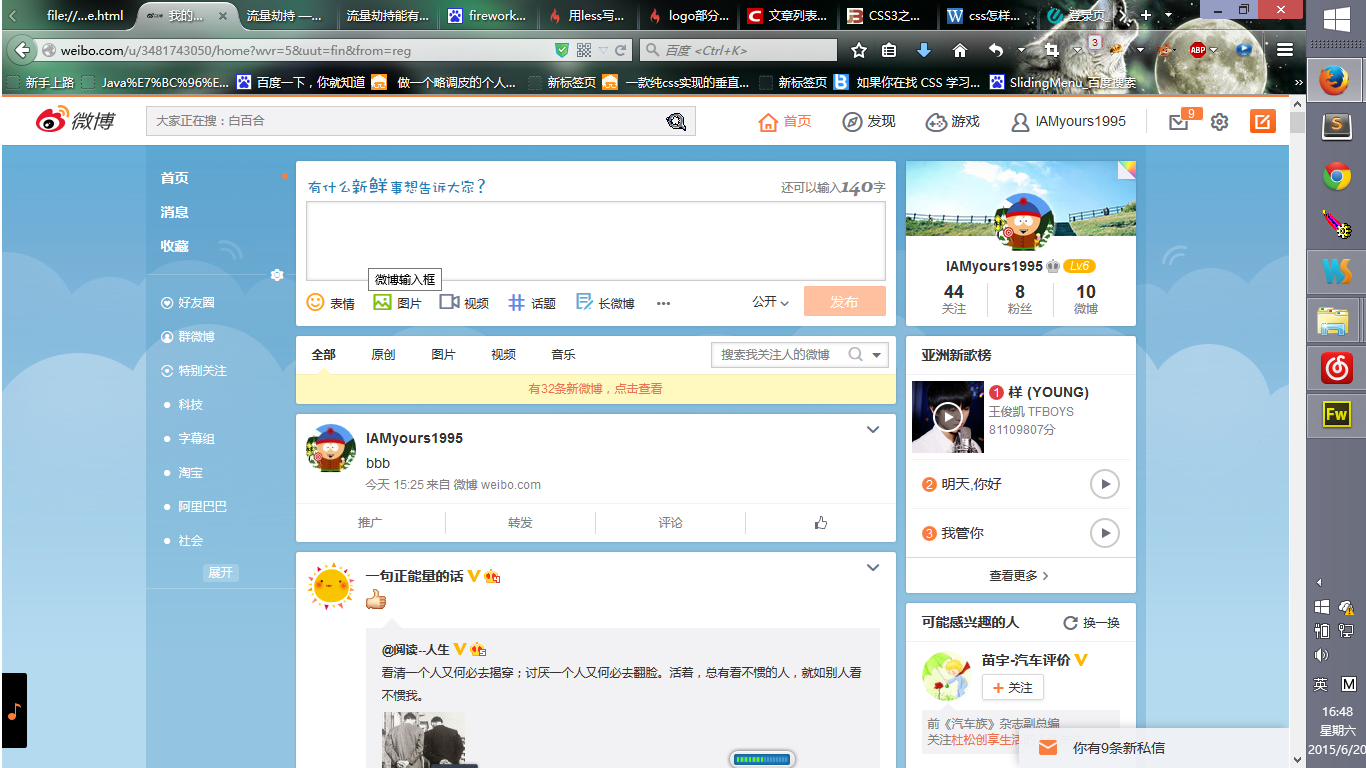 file://...e.html
我的...
流量劫持 —...
流量劫持能有...
firework...
用less写...
logo部分...
文章列表...
CSS3之...
css怎样...
登录页
weibo.com/u/3481743050/home?wvr=5&uut=fin&from=reg
百度 <Ctrl+K>
3
ABP
新手上路
Java%E7%BC%96%E...
百度一下，你就知道
做一个略调皮的个人...
新标签页
一款纯css实现的垂直...
新标签页
如果你在找 CSS 学习...
SlidingMenu_百度搜索
»
微博
大家正在搜：白百合
首页
发现
游戏
IAMyours1995
9
首页
消息
收藏
好友圈
群微博
特别关注
科技
字幕组
淘宝
阿里巴巴
社会
展开
有什么新鲜事想告诉大家?
还可以输入140字
微博输入框
表情
图片
视频
话题
长微博
公开
发布
全部
原创
图片
视频
音乐
搜索我关注人的微博
有32条新微博，点击查看
IAMyours1995
bbb
今天 15:25 来自 微博 weibo.com
推广
转发
评论
一句正能量的话
@阅读--人生
看清一个人又何必去揭穿；讨厌一个人又何必去翻脸。活着，总有看不惯的人，就如别人看
不惯我。
IAMyours1995
Lv6
44
8
10
关注
粉丝
微博
亚洲新歌榜
1 样 (YOUNG)
王俊凯 TFBOYS
81109807分
2 明天,你好
3 我管你
查看更多
可能感兴趣的人
换一换
苗宇-汽车评价
+ 关注
前《汽车族》杂志副总编
关注杜松创享生活
你有9条新私信
S
WS
Fw
英
M
16:48
星期六
2015/6/20